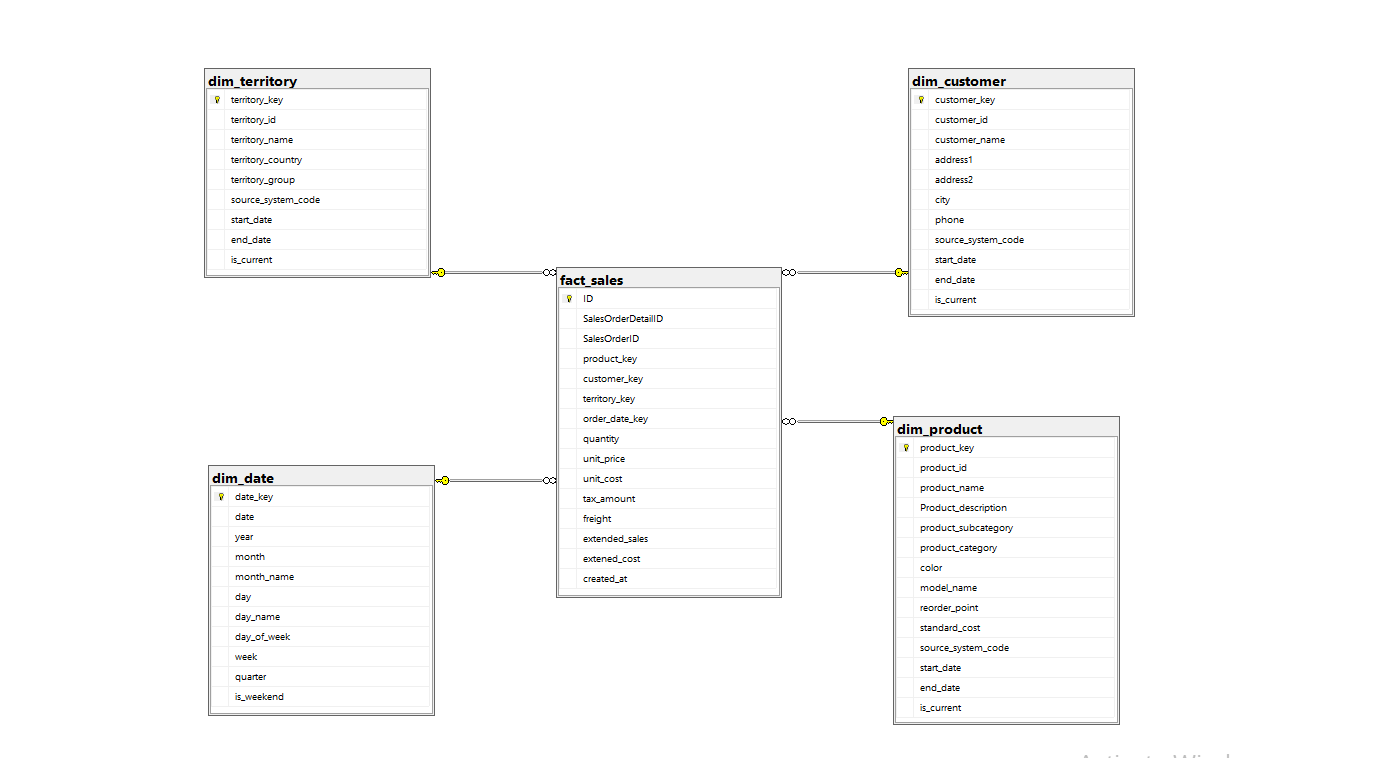 dim_territory
territory_key
territory_id
territory_name
territory_country
territory_group
source_system_code
start_date
end_date
is_current
dim_customer
customer_key
customer_id
customer_name
address1
address2
city
phone
source_system_code
start_date
end_date
is_current
fact_sales
ID
SalesOrderDetailID
SalesOrderID
product_key
customer_key
territory_key
order_date_key
quantity
unit_price
unit_cost
tax_amount
freight
extended_sales
extened_cost
created_at
dim_date
date_key
date
year
month
month_name
day
day_name
day_of_week
week
quarter
is_weekend
dim_product
product_key
product_id
product_name
Product_description
product_subcategory
product_category
color
model_name
reorder_point
standard_cost
source_system_code
start_date
end_date
is_current